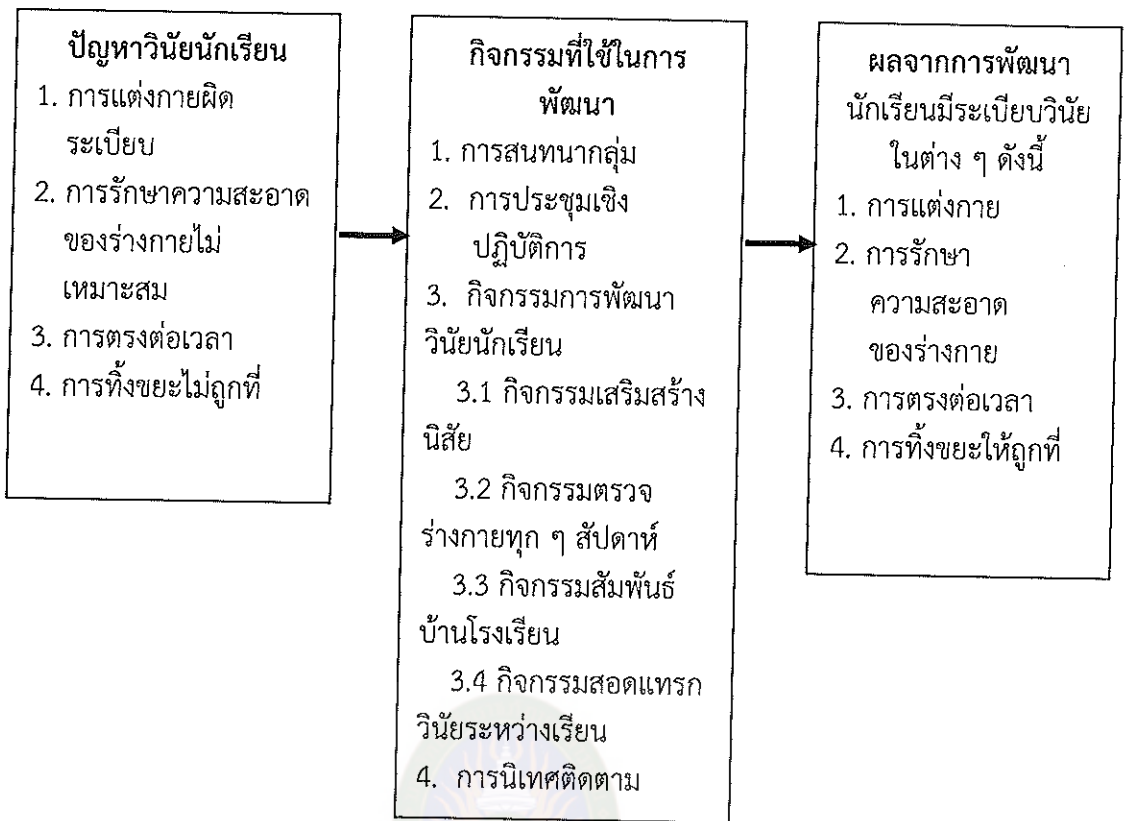 ปัญหาวินัยนักเรียน
1. การแต่งกายผิด
ระเบียบ
2. การรักษาความสะอาด
ของร่างกายไม่
เหมาะสม
3. การตรงต่อเวลา
4. การทิ้งขยะไม่ถูกที่
กิจกรรมที่ใช้ในการ
พัฒนา
1. การสนทนากลุ่ม
2. การประชุมเชิง
ปฏิบัติการ
3. กิจกรรมการพัฒนา
วินัยนักเรียน
3.1 กิจกรรมเสริมสร้าง
นิสัย
3.2 กิจกรรมตรวจ
ร่างกายทุก ๆ สัปดาห์
3.3 กิจกรรมสัมพันธ์
บ้านโรงเรียน
3.4 กิจกรรมสอดแทรก
วินัยระหว่างเรียน
4. การนิเทศติดตาม
ผลจากการพัฒนา
นักเรียนมีระเบียบวินัย
ในต่าง ๆ ดังนี้
1. การแต่งกาย
2. การรักษา
ความสะอาด
ของร่างกาย
3. การตรงต่อเวลา
4. การทิ้งขยะให้ถูกที่